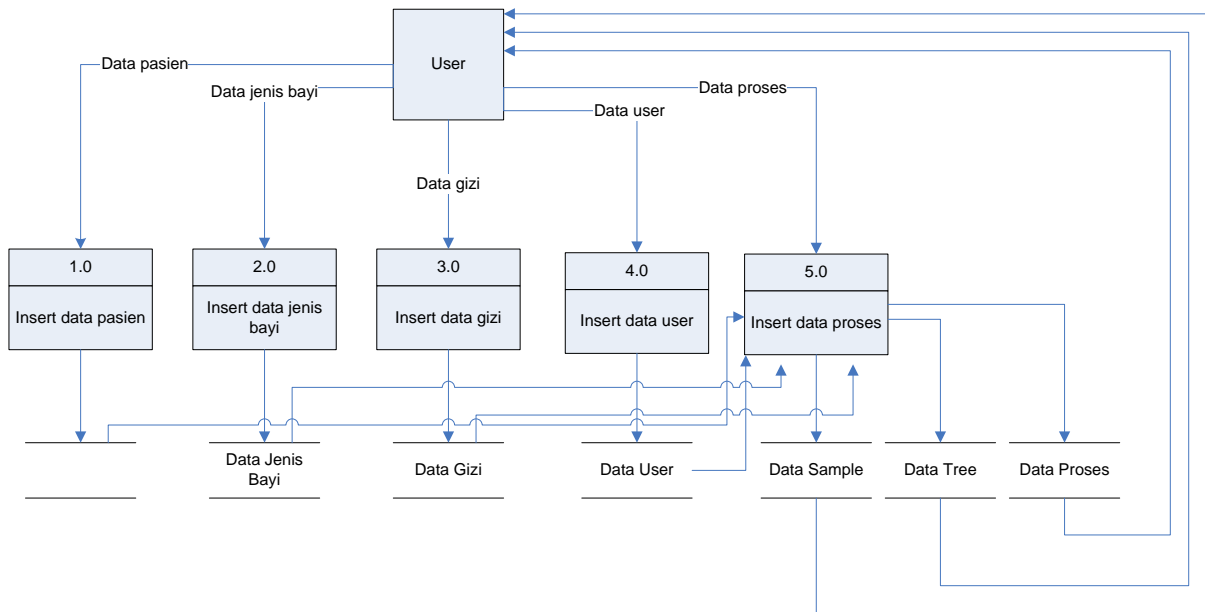 User
Data pasien
Data jenis bayi
Data proses
Data user
Data gizi
1.0
Insert data pasien
2.0
Insert data jenis
bayi
3.0
Insert data gizi
4.0
Insert data user
5.0
Insert data proses
Data Jenis
Bayi
Data Gizi
Data User
Data Sample
Data Tree
Data Proses